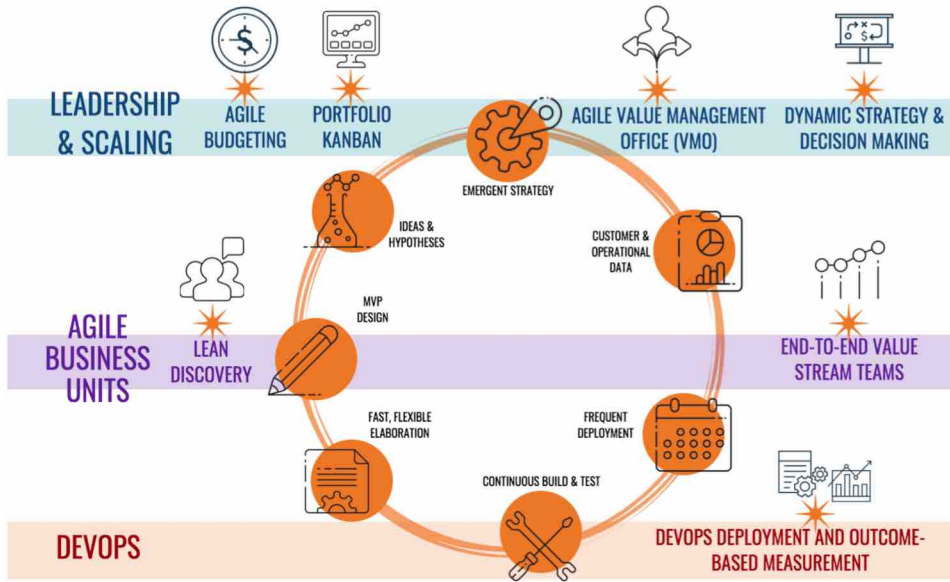 LEADERSHIP
& SCALING
AGILE
BUDGETING
PORTFOLIO
KANBAN
AGILE VALUE MANAGEMENT
OFFICE (VMO)
DYNAMIC STRATEGY &
DECISION MAKING
EMERGENT STRATEGY
IDEAS &
HYPOTHESES
CUSTOMER &
OPERATIONAL
DATA
MVP
DESIGN
AGILE
BUSINESS
UNITS
LEAN
DISCOVERY
END-TO-END VALUE
STREAM TEAMS
FAST, FLEXIBLE
ELABORATION
FREQUENT
DEPLOYMENT
CONTINUOUS BUILD & TEST
DEVOPS
DEVOPS DEPLOYMENT AND OUTCOME-
BASED MEASUREMENT